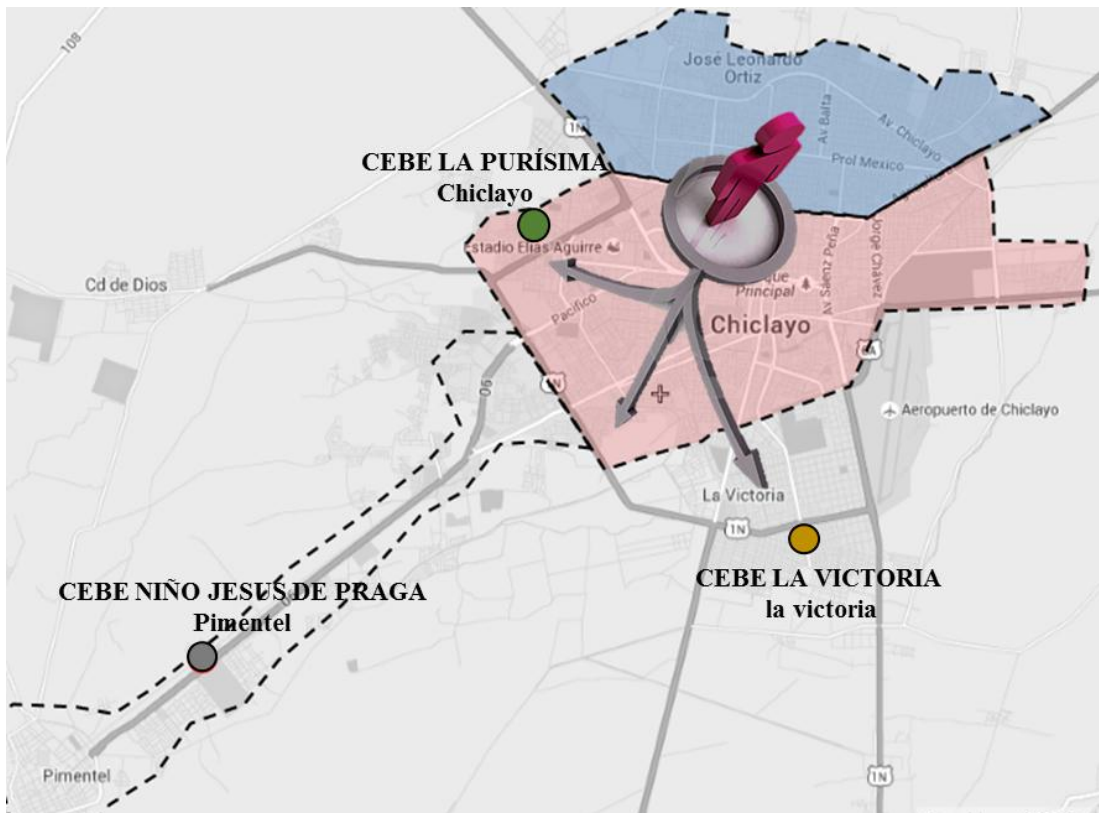 108
José Leonardo
Ortiz
1N
Av Balta
Av. Chiclayo
Prol Mexico
CEBE LA PURÍSIMA
Chiclayo
Estadio Elías Aguirre
Cd de Dios
Pacífico
Principal
Av Sáenz Peña
Jorge Chávez
Chiclayo
06
Aeropuerto de Chiclayo
La Victoria
1N
CEBE LA VICTORIA
la victoria
CEBE NIÑO JESUS DE PRAGA
Pimentel
Pimentel
1N